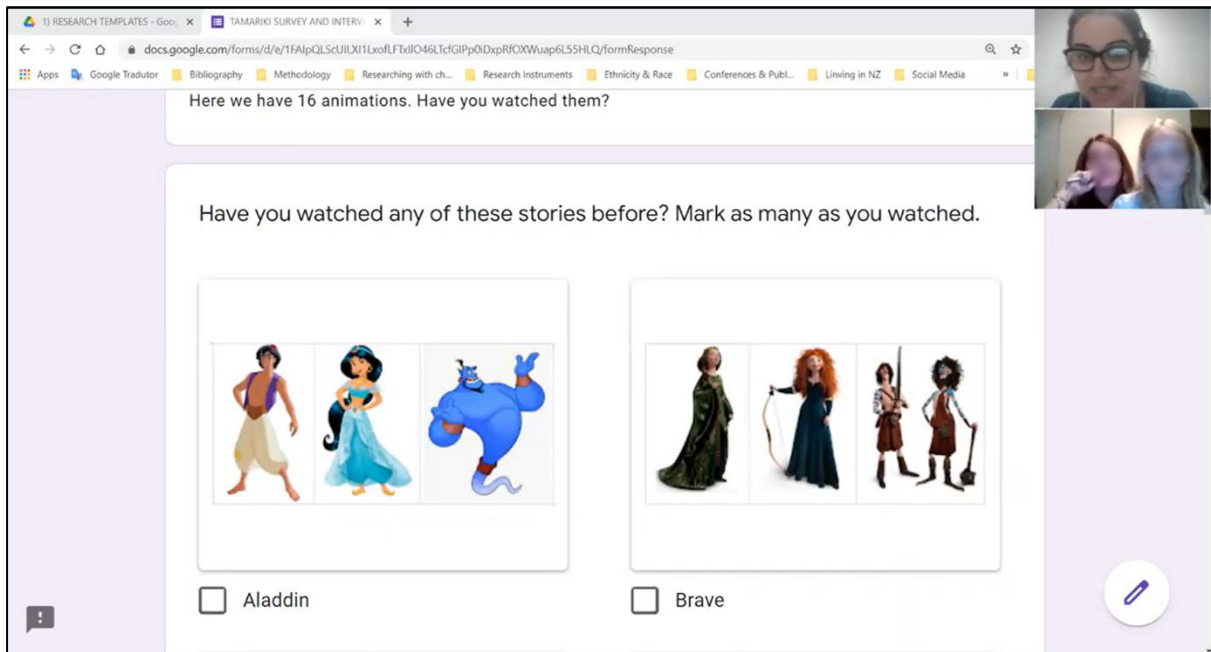 1) RESEARCH TEMPLATES - Goo
TAMARIKI SURVEY AND INTERVI
docs.google.com/forms/d/e/1FAIpQLScUILXI1LxofLFTxIlO46LTcfGIPp0iDxpRfOXWuap6L55HLQ/formResponse
Apps Google Tradutor Bibliography Methodology Researching with ch... Research Instruments Ethnicity & Race Conferences & Publ... Linving in NZ Social Media
Here we have 16 animations. Have you watched them?
Have you watched any of these stories before? Mark as many as you watched.
Aladdin
Brave